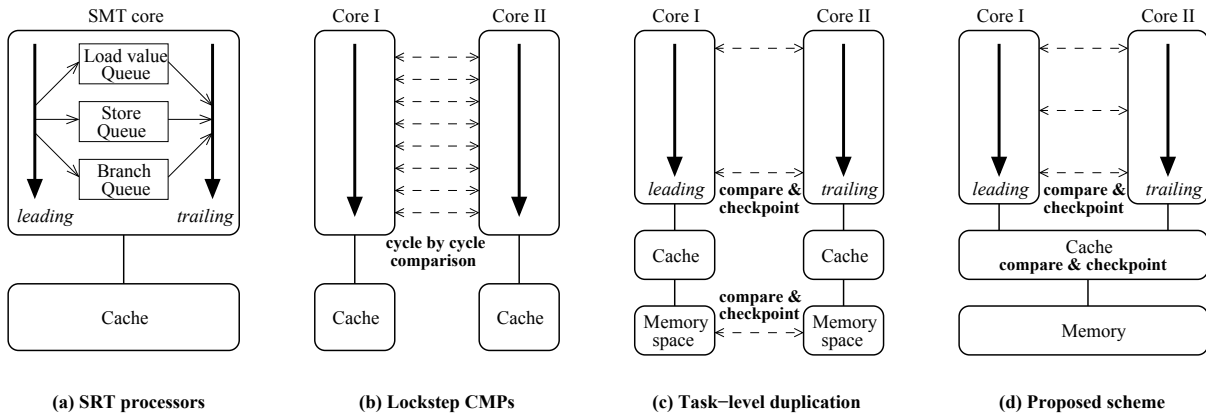 SMT core
Load value
Queue
Store
Queue
Branch
Queue
leading
trailing
Cache
(a) SRT processors
Core I
Core II
cycle by cycle
comparison
Cache
Cache
(b) Lockstep CMPs
Core I
Core II
leading
compare &
checkpoint
trailing
Cache
Cache
compare &
checkpoint
Memory
space
Memory
space
(c) Task−level duplication
Core I
Core II
leading
compare &
checkpoint
trailing
Cache
compare & checkpoint
Memory
(d) Proposed scheme